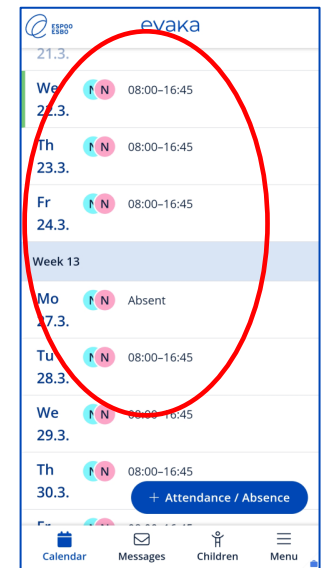 ESPOO
ESBO
evaka
21.3.
We N N 08:00–16:45
22.3.
Th N N 08:00–16:45
23.3.
Fr N N 08:00–16:45
24.3.
Week 13
Mo N N Absent
27.3.
Tu N N 08:00–16:45
28.3.
We N N 08:00–16:45
29.3.
Th N N 08:00–16:45
30.3.
+ Attendance / Absence
Calendar Messages Children Menu